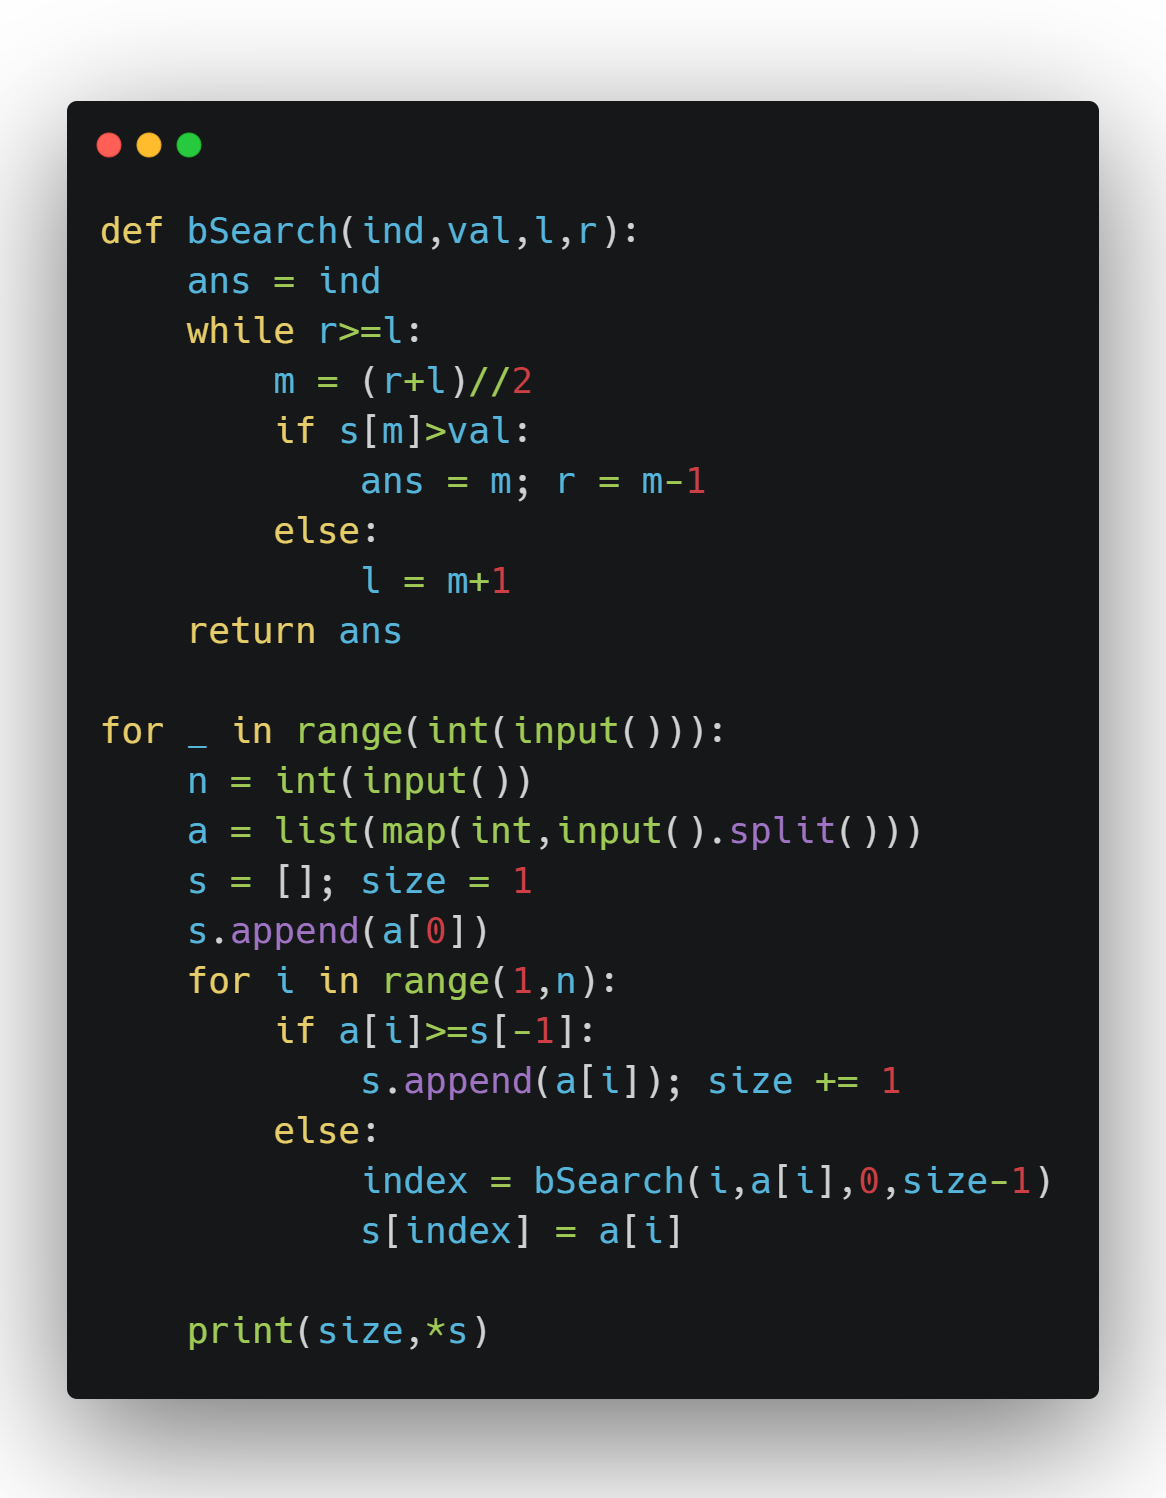 def bSearch(ind,val,l,r):
    ans = ind
    while r>=l:
        m = (r+l)//2
        if s[m]>val:
            ans = m; r = m-1
        else:
            l = m+1
    return ans

for _ in range(int(input())):
    n = int(input())
    a = list(map(int,input().split()))
    s = []; size = 1
    s.append(a[0])
    for i in range(1,n):
        if a[i]>=s[-1]:
            s.append(a[i]); size += 1
        else:
            index = bSearch(i,a[i],0,size-1)
            s[index] = a[i]

    print(size,*s)